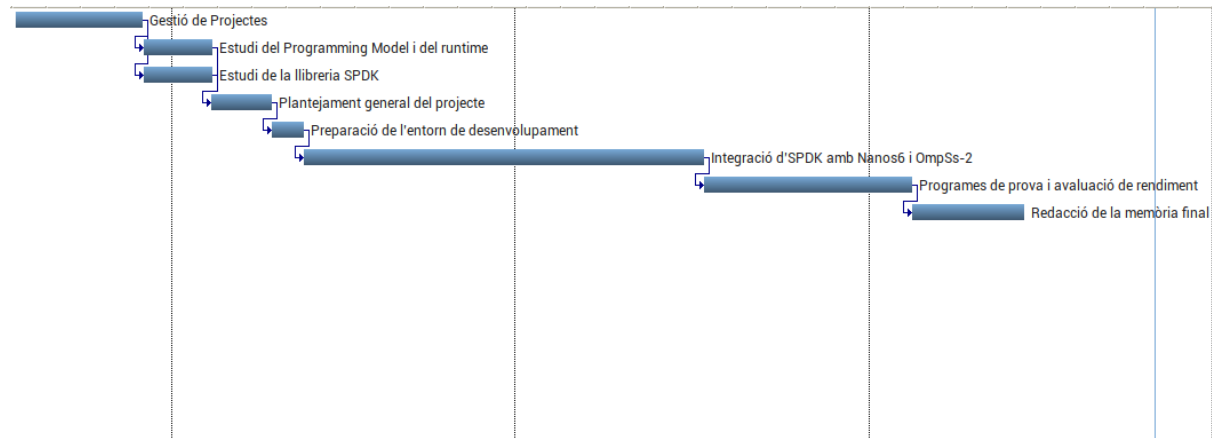 Gestió de Projectes
Estudi del Programming Model i del runtime
Estudi de la llibreria SPDK
Plantejament general del projecte
Preparació de l'entorn de desenvolupament
Integració d'SPDK amb Nanos6 i OmpSs-2
Programes de prova i avaluació de rendiment
Redacció de la memòria final